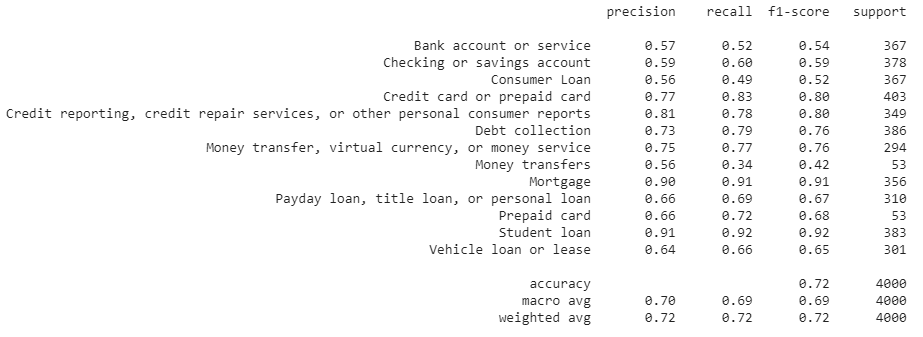 precision recall f1-score support
Bank account or service 0.57 0.52 0.54 367
Checking or savings account 0.59 0.60 0.59 378
Consumer Loan 0.56 0.49 0.52 367
Credit card or prepaid card 0.77 0.83 0.80 403
Credit reporting, credit repair services, or other personal consumer reports 0.81 0.78 0.80 349
Debt collection 0.73 0.79 0.76 386
Money transfer, virtual currency, or money service 0.75 0.77 0.76 294
Money transfers 0.56 0.34 0.42 53
Mortgage 0.90 0.91 0.91 356
Payday loan, title loan, or personal loan 0.66 0.69 0.67 310
Prepaid card 0.66 0.72 0.68 53
Student loan 0.91 0.92 0.92 383
Vehicle loan or lease 0.64 0.66 0.65 301
accuracy 0.72 4000
macro avg 0.70 0.69 0.69 4000
weighted avg 0.72 0.72 0.72 4000